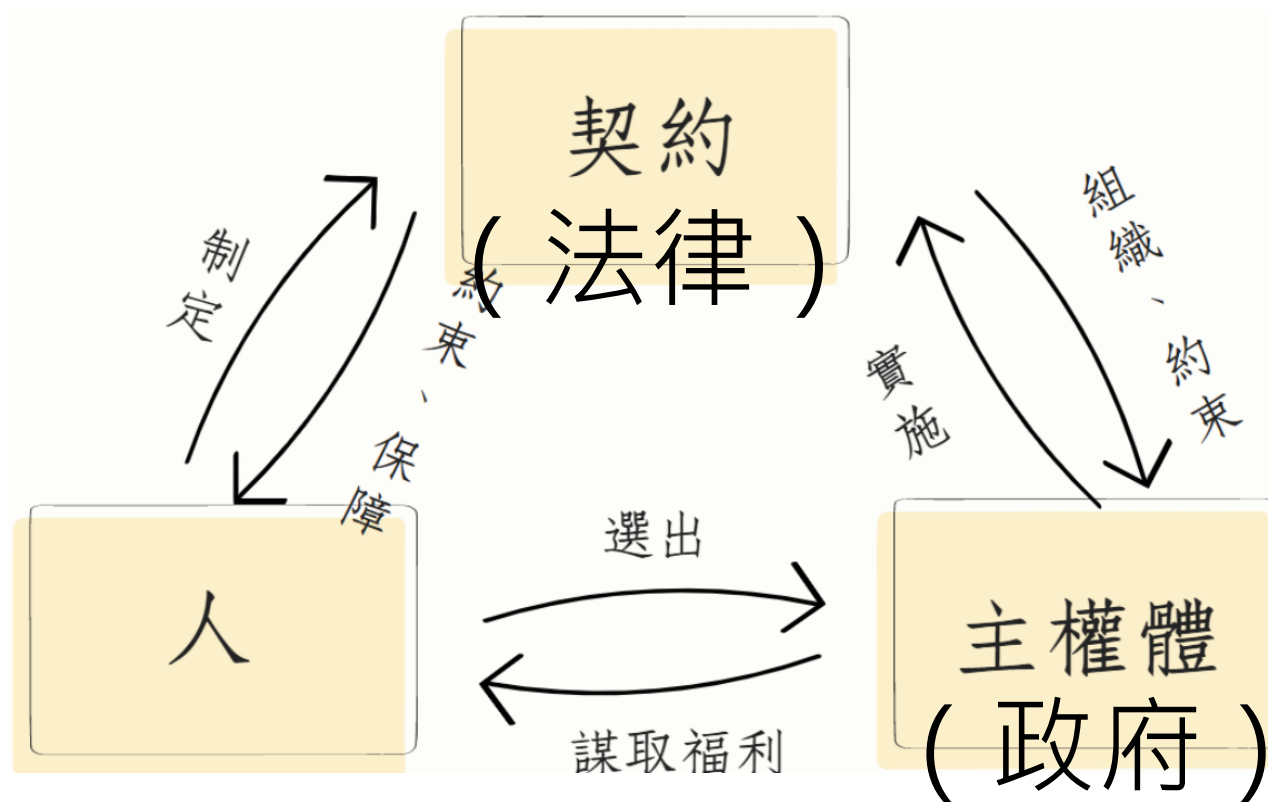 契約
（法律）
制定
約束、保障
組織、約束
實施
選出
人
主權體
（政府）
謀取福利